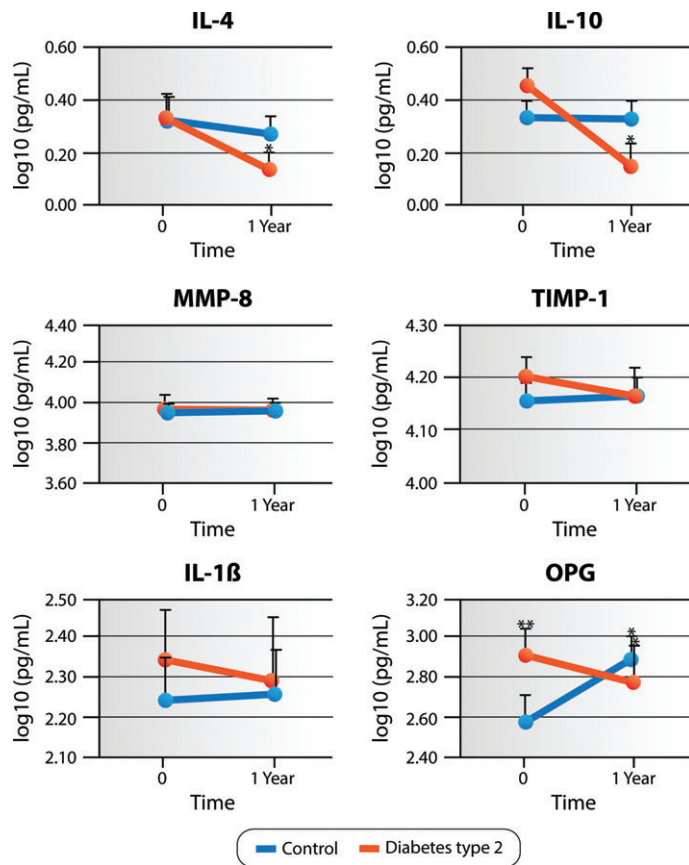 IL-4
0.60
0.40
0.20
0.00
log10 (pg/mL)
0
1 Year
Time
*
IL-10
0.60
0.40
0.20
0.00
log10 (pg/mL)
0
1 Year
Time
*
MMP-8
4.40
4.20
4.00
3.80
3.60
log10 (pg/mL)
0
1 Year
Time
TIMP-1
4.30
4.20
4.10
4.00
log10 (pg/mL)
0
1 Year
Time
IL-1ß
2.50
2.40
2.30
2.20
2.10
log10 (pg/mL)
0
1 Year
Time
OPG
3.20
3.00
2.80
2.60
2.40
log10 (pg/mL)
0
1 Year
Time
**
*
*
Control
Diabetes type 2